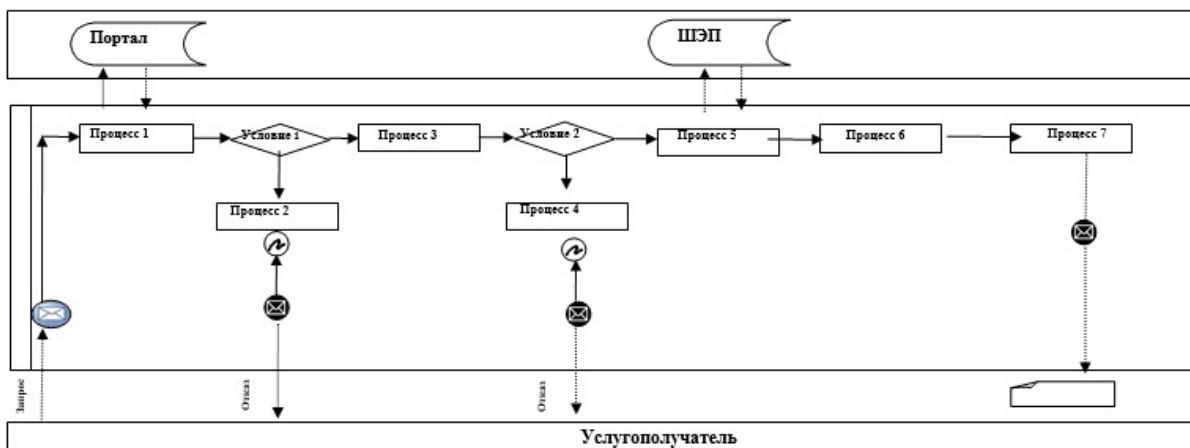 Портал
ШЭП
Процесс 1
Условие 1
Процесс 3
Условие 2
Процесс 5
Процесс 6
Процесс 7
Процесс 2
Процесс 4
Запрос
Отказ
Отказ
Услугополучатель